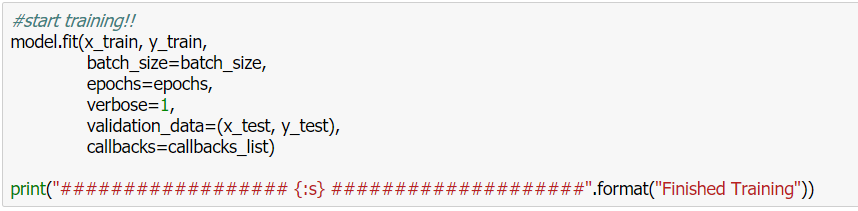 #start training!!
model.fit(x_train, y_train,
batch_size=batch_size,
epochs=epochs,
verbose=1,
validation_data=(x_test, y_test),
callbacks=callbacks_list)
print("################## {:s} ####################".format("Finished Training"))